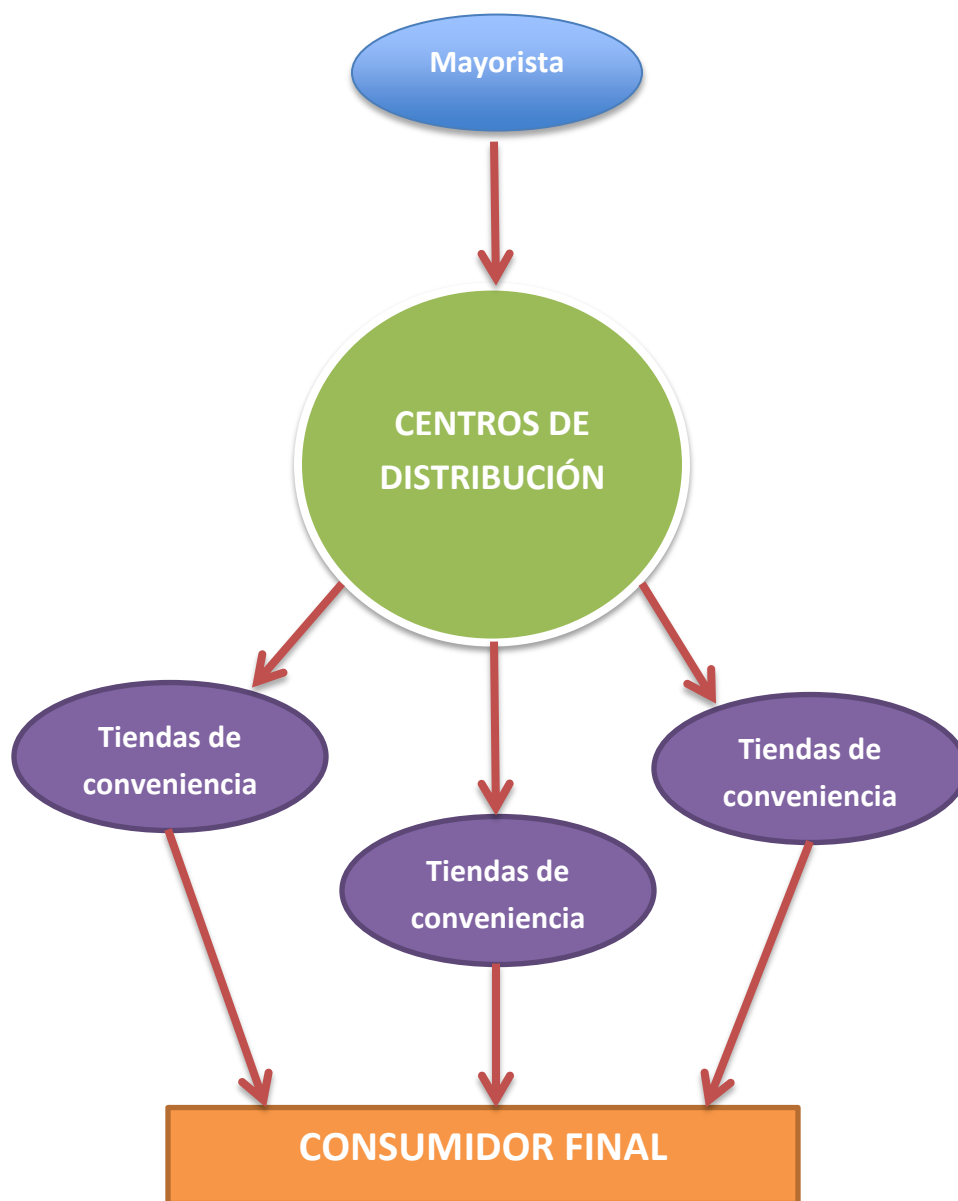 Mayorista
CENTROS DE
DISTRIBUCIÓN
Tiendas de
conveniencia
Tiendas de
conveniencia
Tiendas de
conveniencia
CONSUMIDOR FINAL